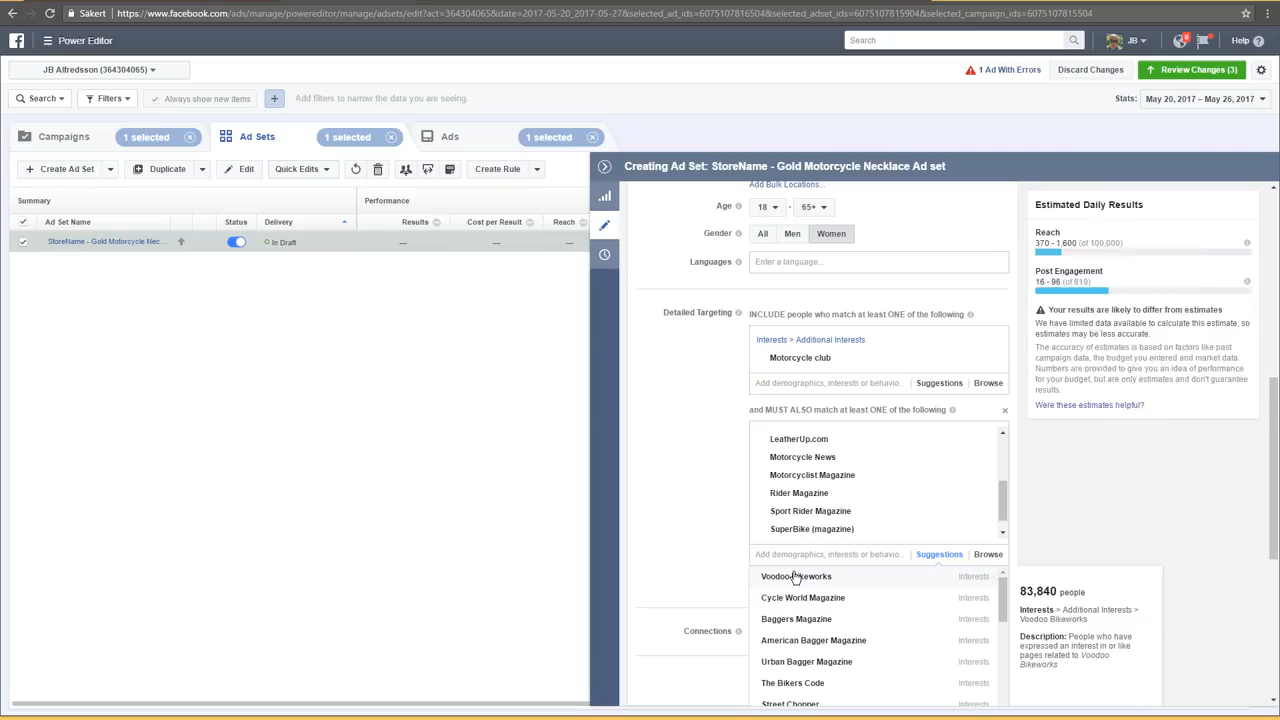 Säkert https://www.facebook.com/ads/manage/powereditor/manage/adsets/edit?act=364304065&date=2017-05-20_2017-05-27&selected_ad_ids=6075107816504&selected_adset_ids=6075107815904&selected_campaign_ids=6075107815504
Power Editor
Search
JB
Help
JB Alfredsson (364304065)
1 Ad With Errors
Discard Changes
Review Changes (3)
Search
Filters
Always show new items
+
Add filters to narrow the data you are seeing.
Stats: May 20, 2017 – May 26, 2017
Campaigns
1 selected
Ad Sets
1 selected
Ads
1 selected
+ Create Ad Set
Duplicate
Edit
Quick Edits
Create Rule
Creating Ad Set: StoreName - Gold Motorcycle Necklace Ad set
Summary
Performance
Ad Set Name
Status
Delivery
Results
Cost per Result
Reach
StoreName - Gold Motorcycle Nec...
In Draft
—
—
—
Add Bulk Locations...
Age
18 - 65+
Gender
All
Men
Women
Languages
Enter a language...
Detailed Targeting
INCLUDE people who match at least ONE of the following
Interests > Additional Interests
Motorcycle club
Add demographics, interests or behavio... | Suggestions | Browse
and MUST ALSO match at least ONE of the following
LeatherUp.com
Motorcycle News
Motorcyclist Magazine
Rider Magazine
Sport Rider Magazine
SuperBike (magazine)
Add demographics, interests or behavio... | Suggestions | Browse
Voodoo Bikeworks Interests
Cycle World Magazine Interests
Baggers Magazine Interests
American Bagger Magazine Interests
Urban Bagger Magazine Interests
The Bikers Code Interests
Street Chopper Interests
Connections
Estimated Daily Results
Reach
370 - 1,600 (of 100,000)
Post Engagement
16 - 96 (of 810)
Your results are likely to differ from estimates
We have limited data available to calculate this estimate, so
estimates may be less accurate.
The accuracy of estimates is based on factors like past
campaign data, the budget you entered and market data.
Numbers are provided to give you an idea of performance
for your budget, but are only estimates and don't guarantee
results.
Were these estimates helpful?
83,840 people
Interests > Additional Interests >
Voodoo Bikeworks
Description: People who have
expressed an interest in or like
pages related to Voodoo
Bikeworks